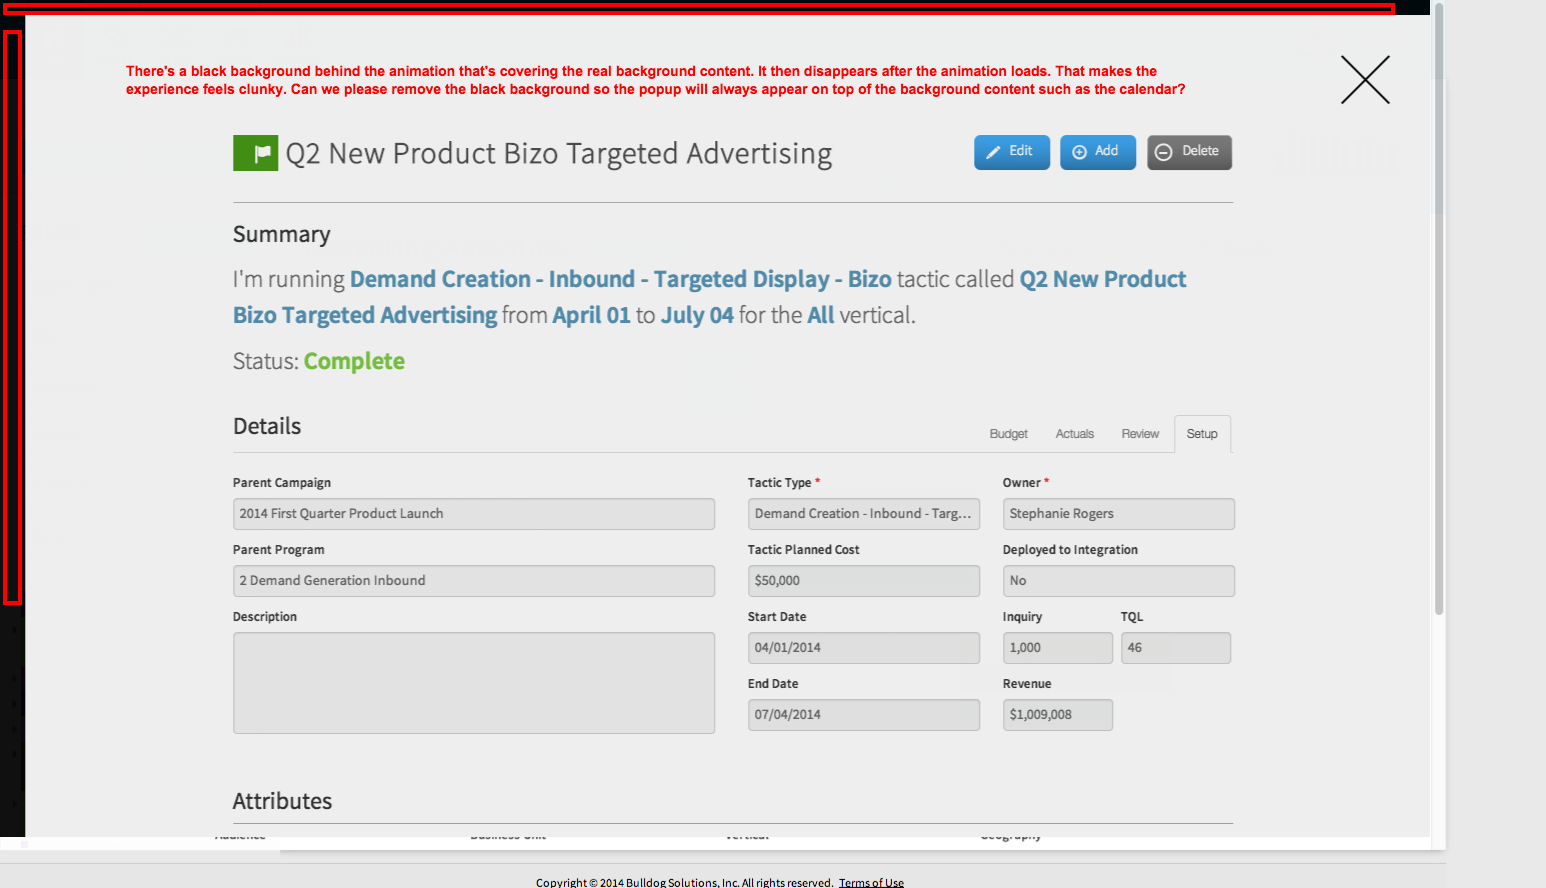 There's a black background behind the animation that's covering the real background content. It then disappears after the animation loads. That makes the
experience feels clunky. Can we please remove the black background so the popup will always appear on top of the background content such as the calendar?
Q2 New Product Bizo Targeted Advertising
Edit
Add
Delete
Summary
I'm running Demand Creation - Inbound - Targeted Display - Bizo tactic called Q2 New Product
Bizo Targeted Advertising from April 01 to July 04 for the All vertical.
Status: Complete
Details
Budget
Actuals
Review
Setup
Parent Campaign
Tactic Type *
Owner *
2014 First Quarter Product Launch
Demand Creation - Inbound - Targ...
Stephanie Rogers
Parent Program
Tactic Planned Cost
Deployed to Integration
2 Demand Generation Inbound
$50,000
No
Description
Start Date
Inquiry
TQL
04/01/2014
1,000
46
End Date
Revenue
07/04/2014
$1,009,008
Attributes
Audience
Business Unit
Vertical
Geography
Copyright © 2014 Bulldog Solutions, Inc. All rights reserved. Terms of Use